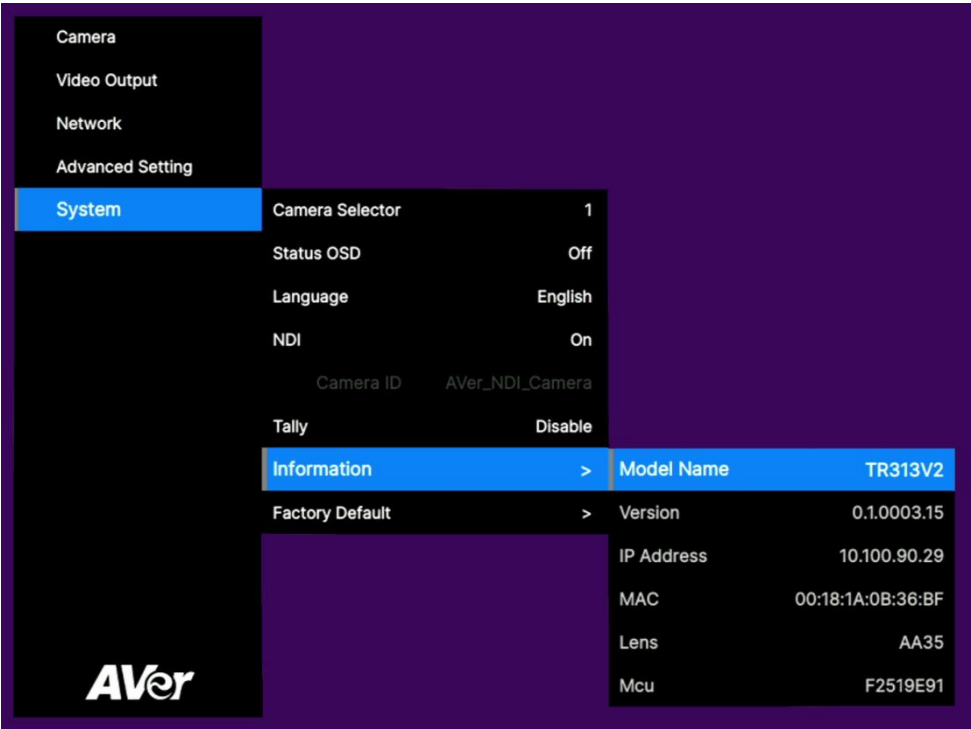 Camera
Video Output
Network
Advanced Setting
System
Camera Selector 1
Status OSD Off
Language English
NDI On
Camera ID AVer_NDI_Camera
Tally Disable
Information >
Factory Default >
Model Name TR313V2
Version 0.1.0003.15
IP Address 10.100.90.29
MAC 00:18:1A:0B:36:BF
Lens AA35
Mcu F2519E91
AVer